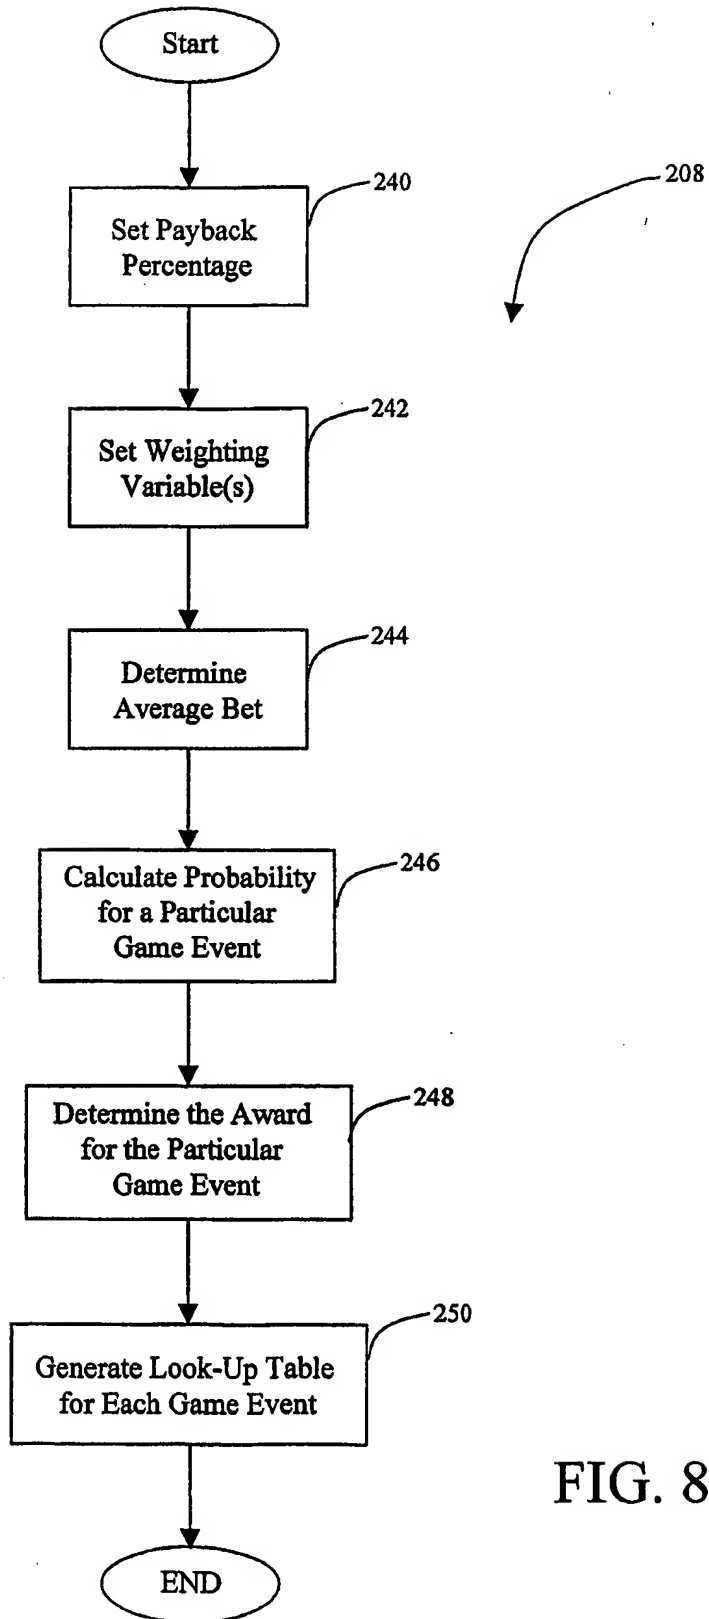 Start
240
208
Set Payback
Percentage
242
Set Weighting
Variable(s)
244
Determine
Average Bet
246
Calculate Probability
for a Particular
Game Event
248
Determine the Award
for the Particular
Game Event
250
Generate Look-Up Table
for Each Game Event
FIG. 8
END